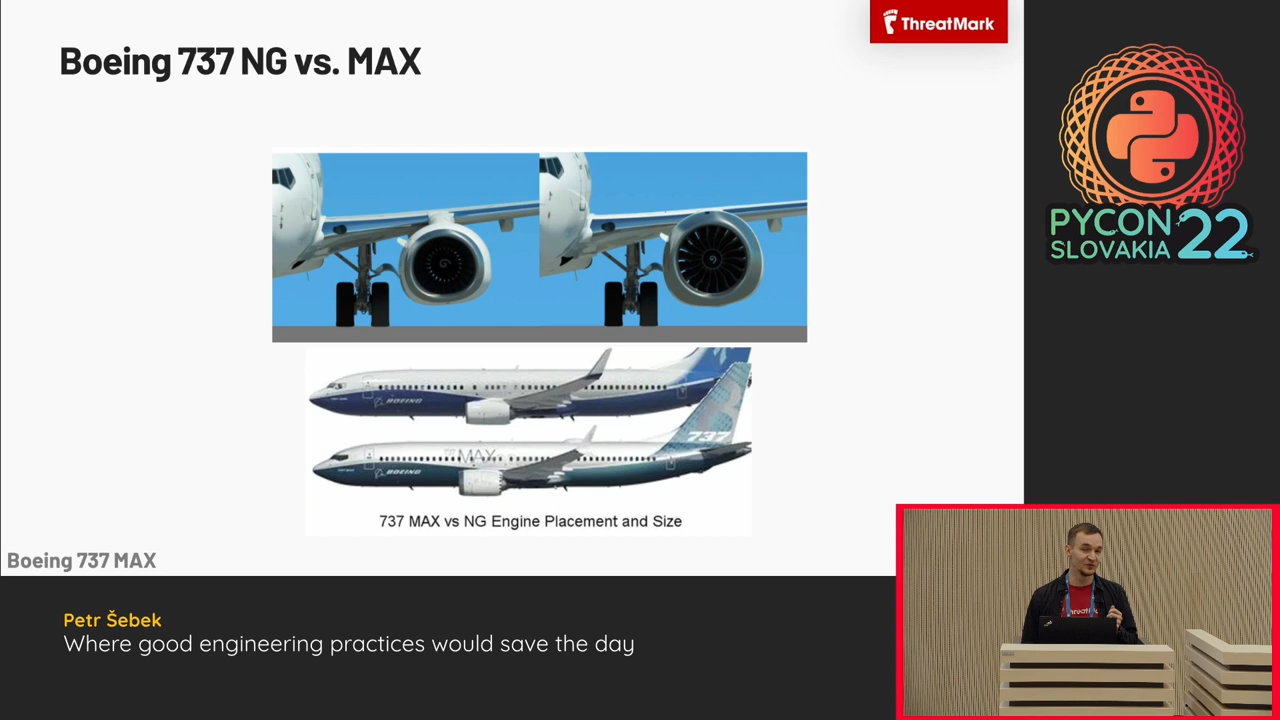 Boeing 737 NG vs. MAX
ThreatMark
PYCON 22
SLOVAKIA
BOEING
737
MAX
BOEING
737 MAX vs NG Engine Placement and Size
Boeing 737 MAX
Petr Šebek
Where good engineering practices would save the day